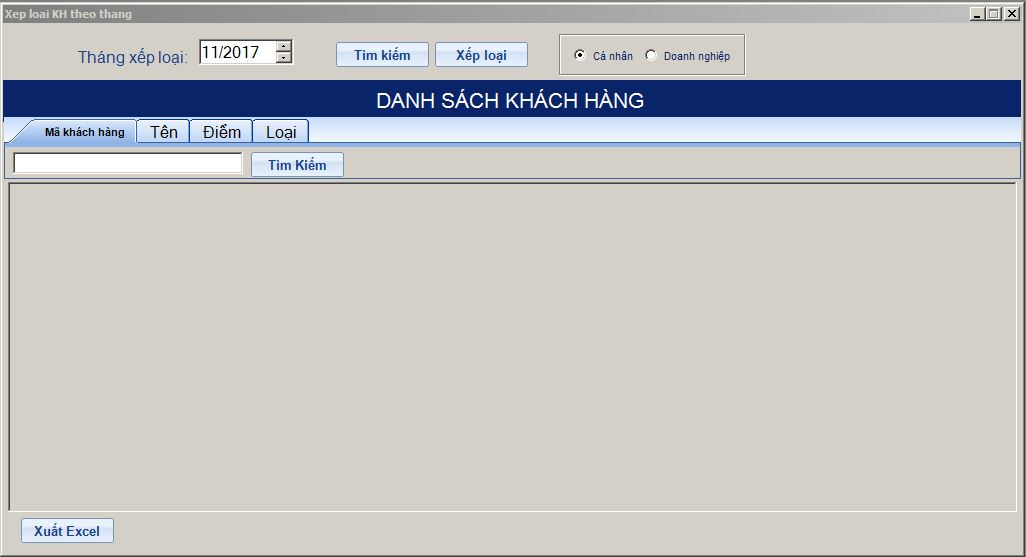 Xep loai KH theo thang
Tháng xếp loại: 11/2017 Tìm kiếm Xếp loại Cá nhân Doanh nghiệp
DANH SÁCH KHÁCH HÀNG
Mã khách hàng Tên Điểm Loại
Tìm Kiếm
Xuất Excel